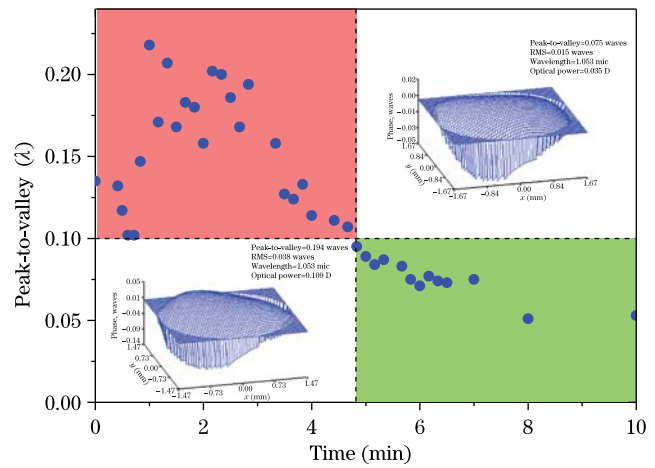 Peak-to-valley (λ)
0.20
0.15
0.10
0.05
0.00
0
2
4
6
8
10
Time (min)
Peak-to-valley=0.075 waves
RMS=0.015 waves
Wavelength=1.053 mic
Optical power=0.035 D
Phase, waves
0.02
0.00
−0.01
−0.03
−0.05
1.67
0.84
0.00
−0.84
−1.67
y (mm)
−1.67
−0.84
0.00
0.84
1.67
x (mm)
Peak-to-valley=0.194 waves
RMS=0.038 waves
Wavelength=1.053 mic
Optical power=0.109 D
Phase, waves
0.05
0.01
−0.04
−0.09
−0.14
1.47
0.73
0.00
−0.73
−1.47
y (mm)
−1.47
−0.73
0.00
0.73
1.47
x (mm)